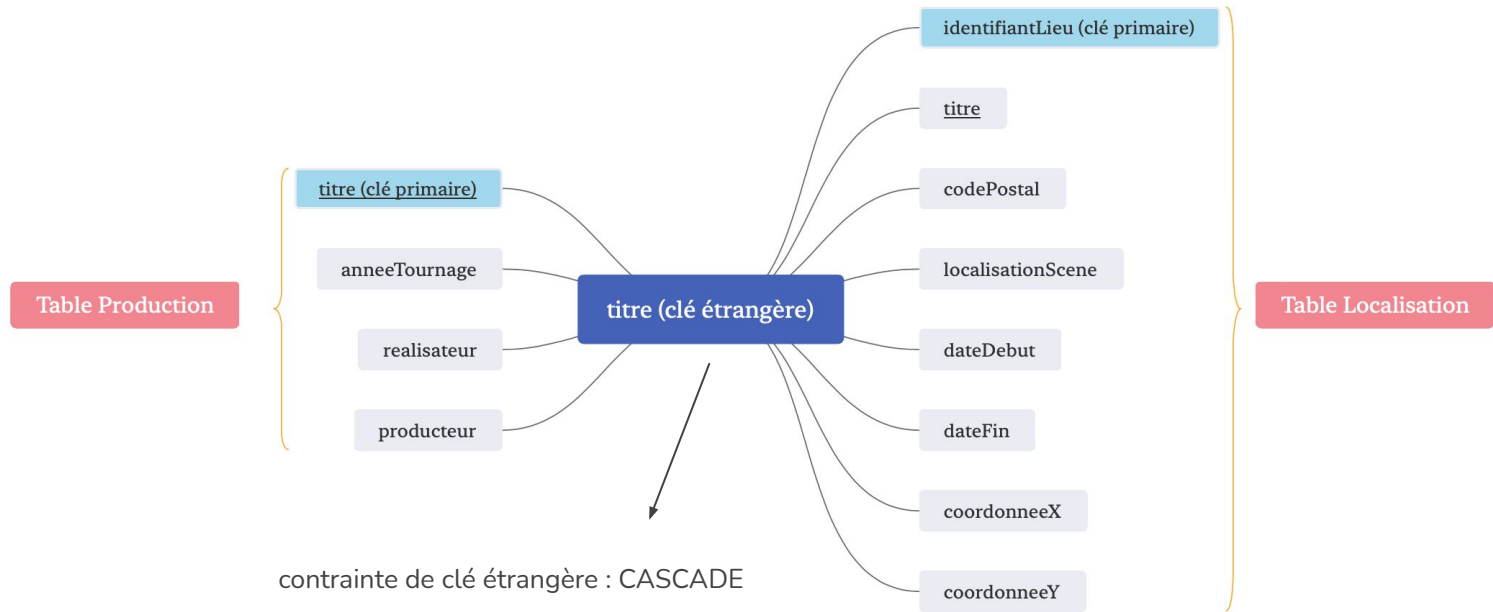 Table Production
titre (clé primaire)
anneeTournage
realisateur
producteur
titre (clé étrangère)
contrainte de clé étrangère : CASCADE
identifiantLieu (clé primaire)
titre
codePostal
localisationScene
dateDebut
dateFin
coordonneeX
coordonneeY
Table Localisation